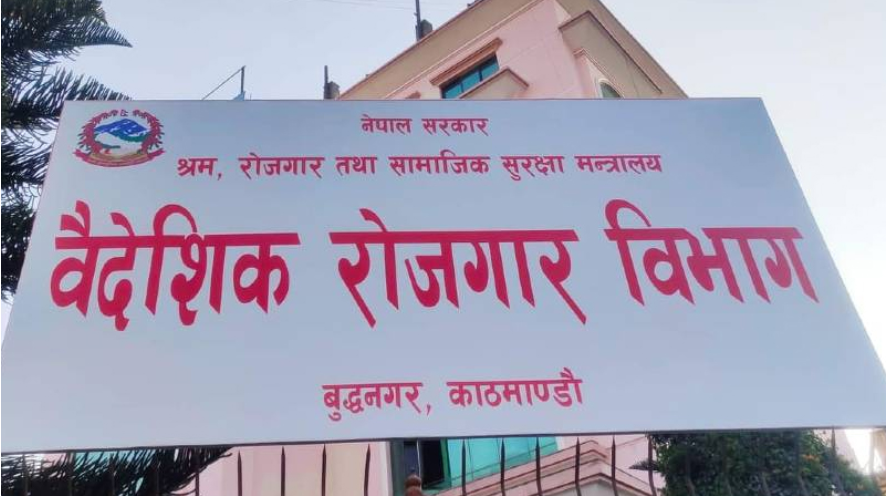 नेपाल सरकार
श्रम, रोजगार तथा सामाजिक सुरक्षा मन्त्रालय
वैदेशिक रोजगार विभाग
बुद्धनगर, काठमाण्डौ